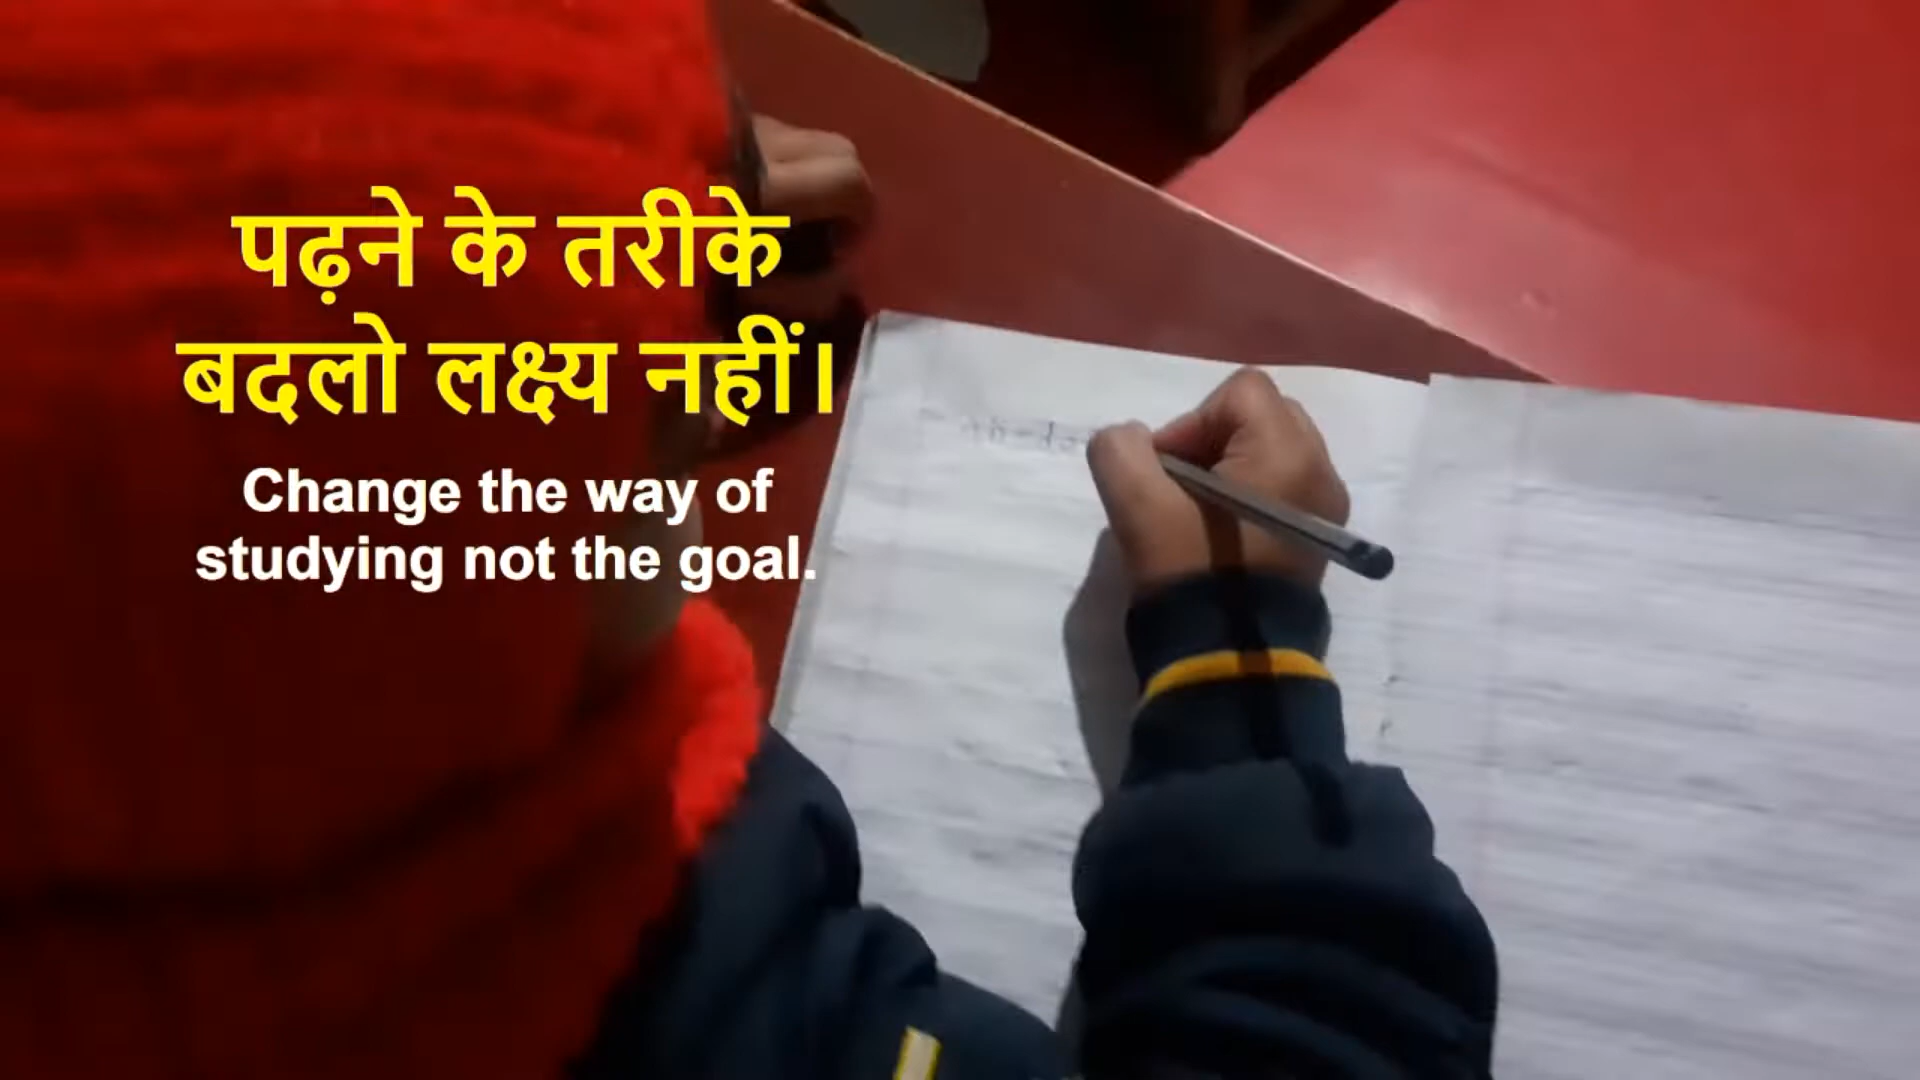 पढ़ने के तरीके
बदलो लक्ष्य नहीं।
Change the way of
studying not the goal.